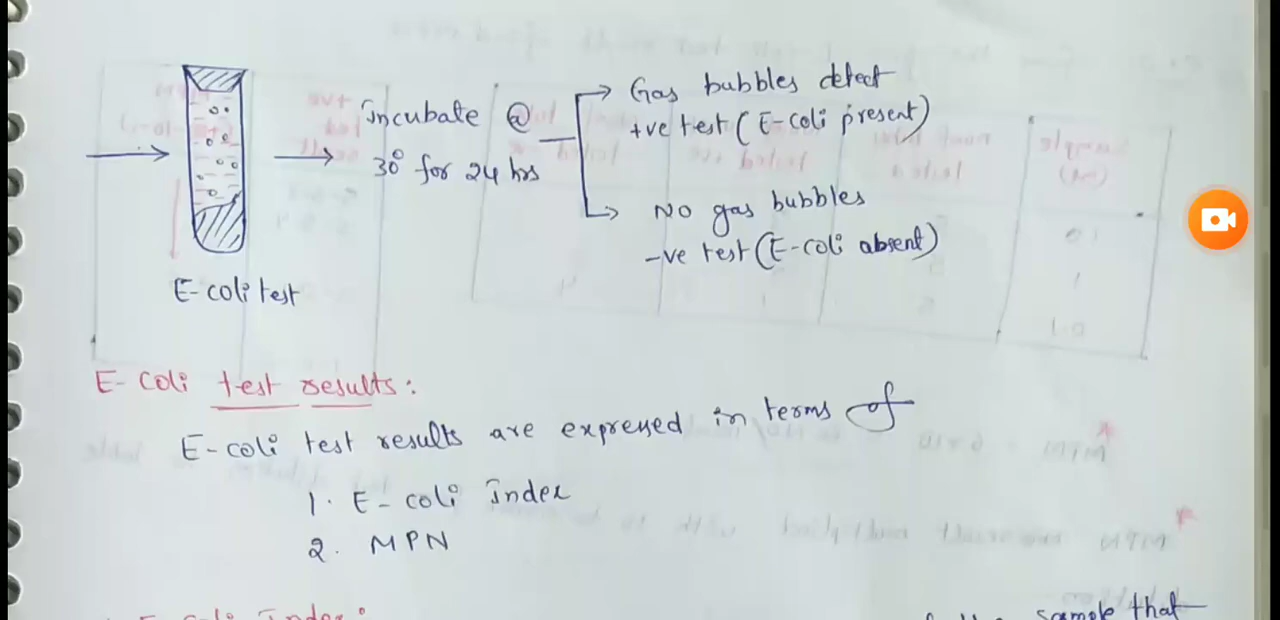 Incubate @
30° for 24 hrs
Gas bubbles detect
+ve test (E-coli present)
No gas bubbles
-ve test (E-coli absent)
E-coli test
E-coli test results:
E-coli test results are expressed in terms of
1. E-coli Index
2. MPN
E-coli Index:
sample that